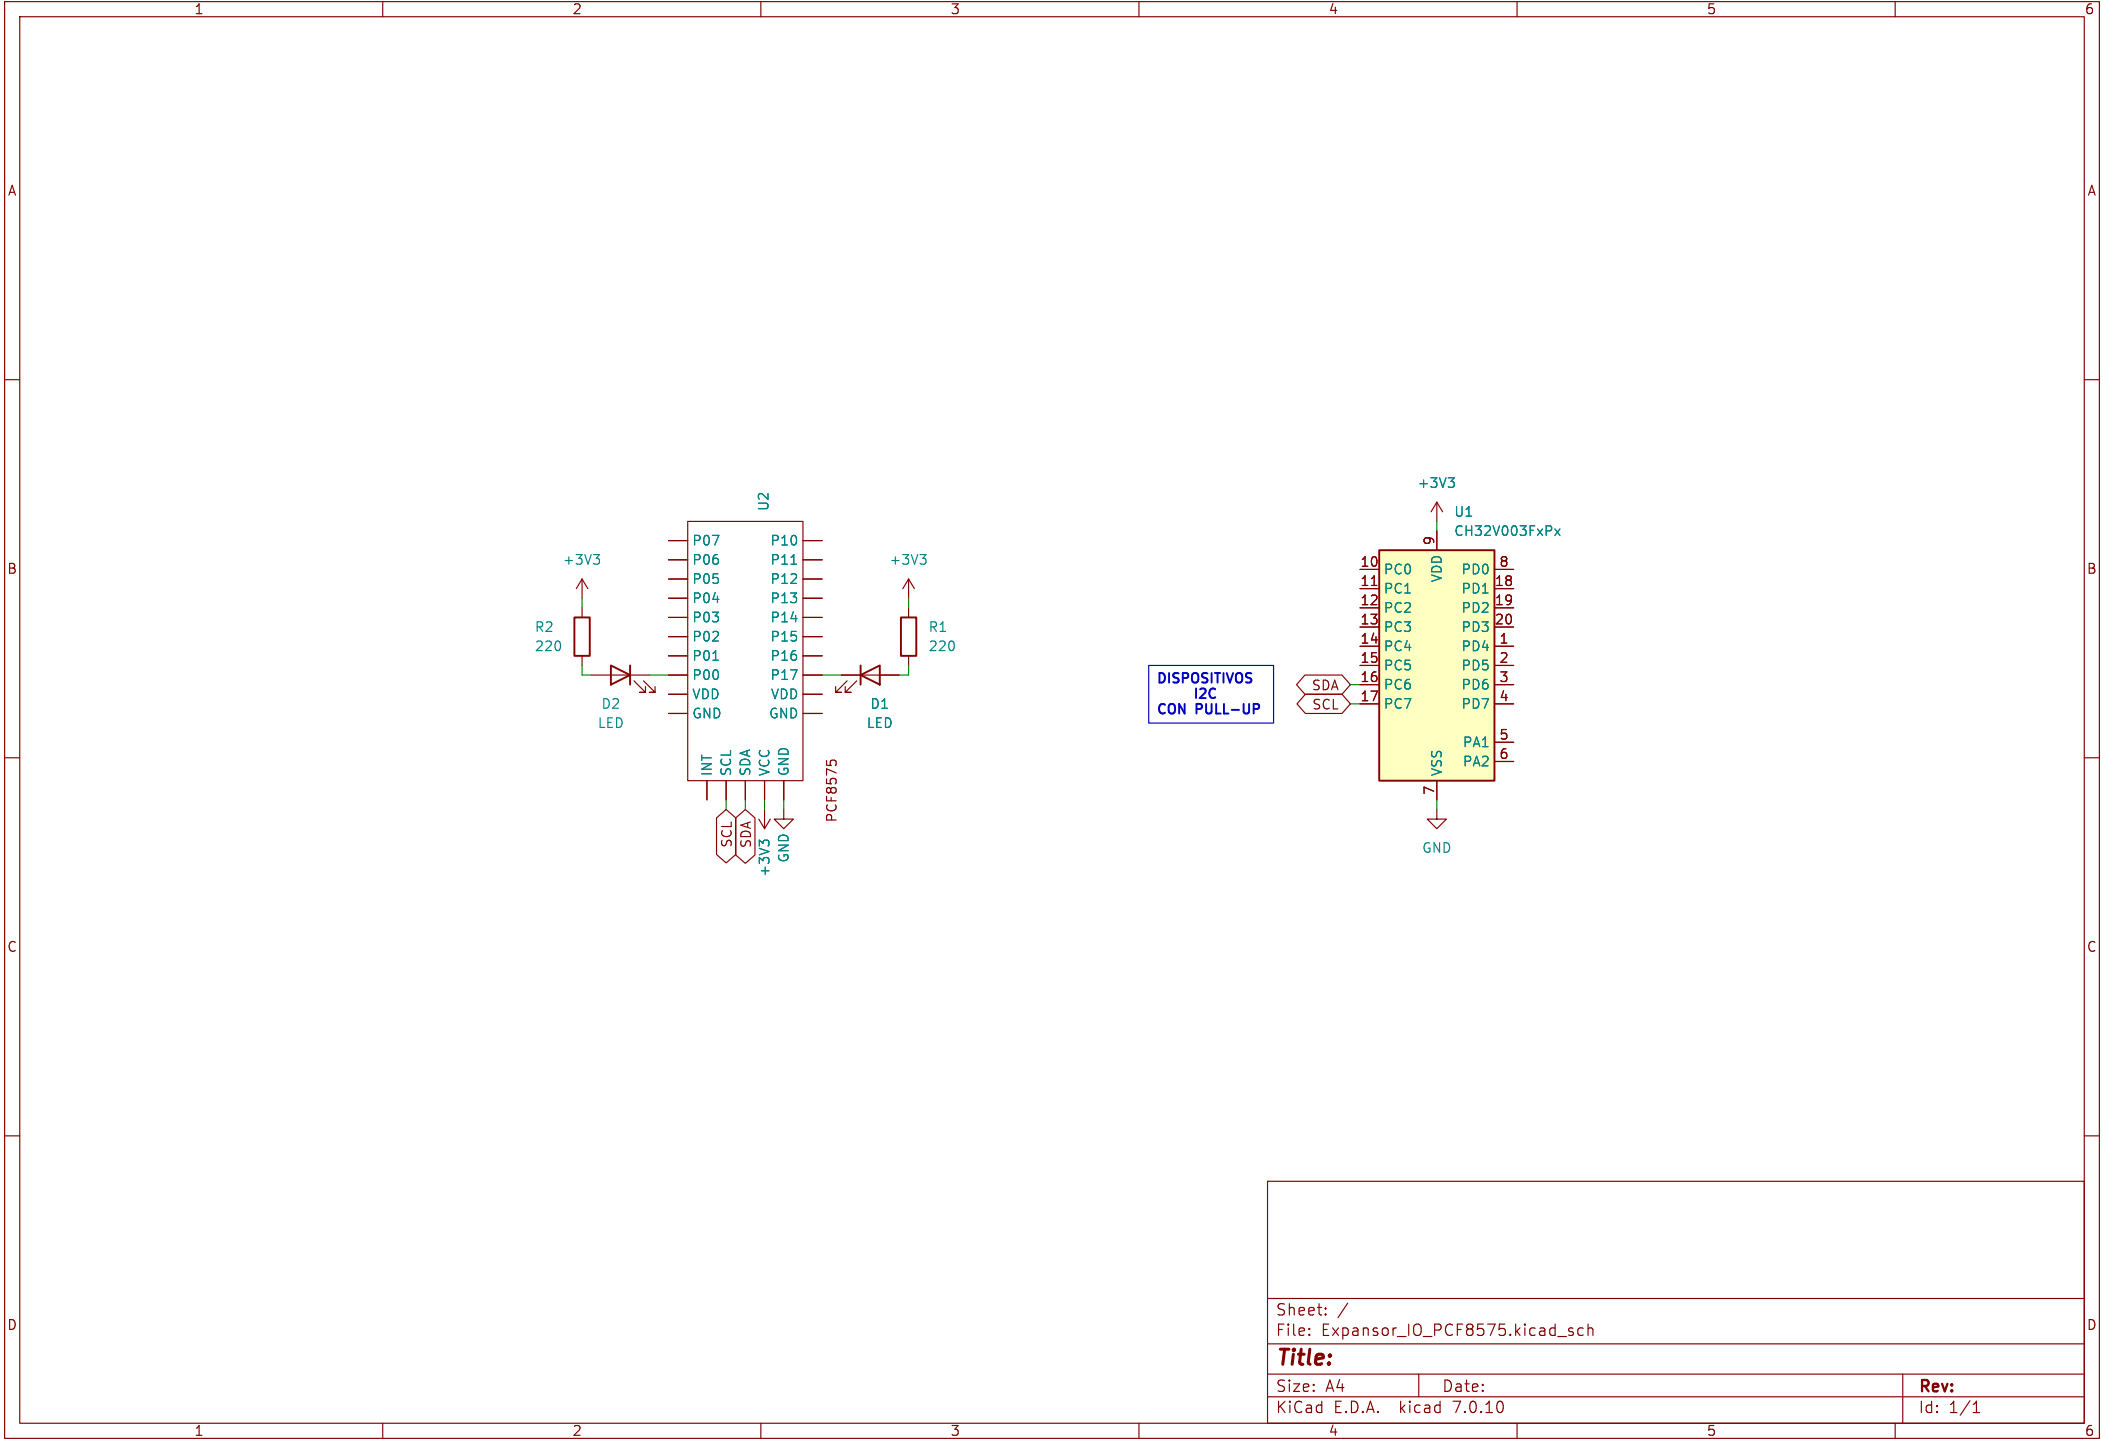 1 2 3 4 5 6
A A
B B
C C
D D
U2
P07 P10
P06 P11
P05 P12
P04 P13
P03 P14
P02 P15
P01 P16
P00 P17
VDD VDD
GND GND
INT SCL SDA VCC GND
PCF8575
SCL SDA +3V3 GND
+3V3
R2
220
D2
LED
+3V3
R1
220
D1
LED
DISPOSITIVOS
I2C
CON PULL-UP
+3V3
U1
CH32V003FxPx
9
VDD
10 PC0 PD0 8
11 PC1 PD1 18
12 PC2 PD2 19
13 PC3 PD3 20
14 PC4 PD4 1
15 PC5 PD5 2
SDA 16 PC6 PD6 3
SCL 17 PC7 PD7 4
PA1 5
PA2 6
VSS
7
GND
Sheet: /
File: Expansor_IO_PCF8575.kicad_sch
Title:
Size: A4 Date: Rev:
KiCad E.D.A. kicad 7.0.10 Id: 1/1
1 2 3 4 5 6